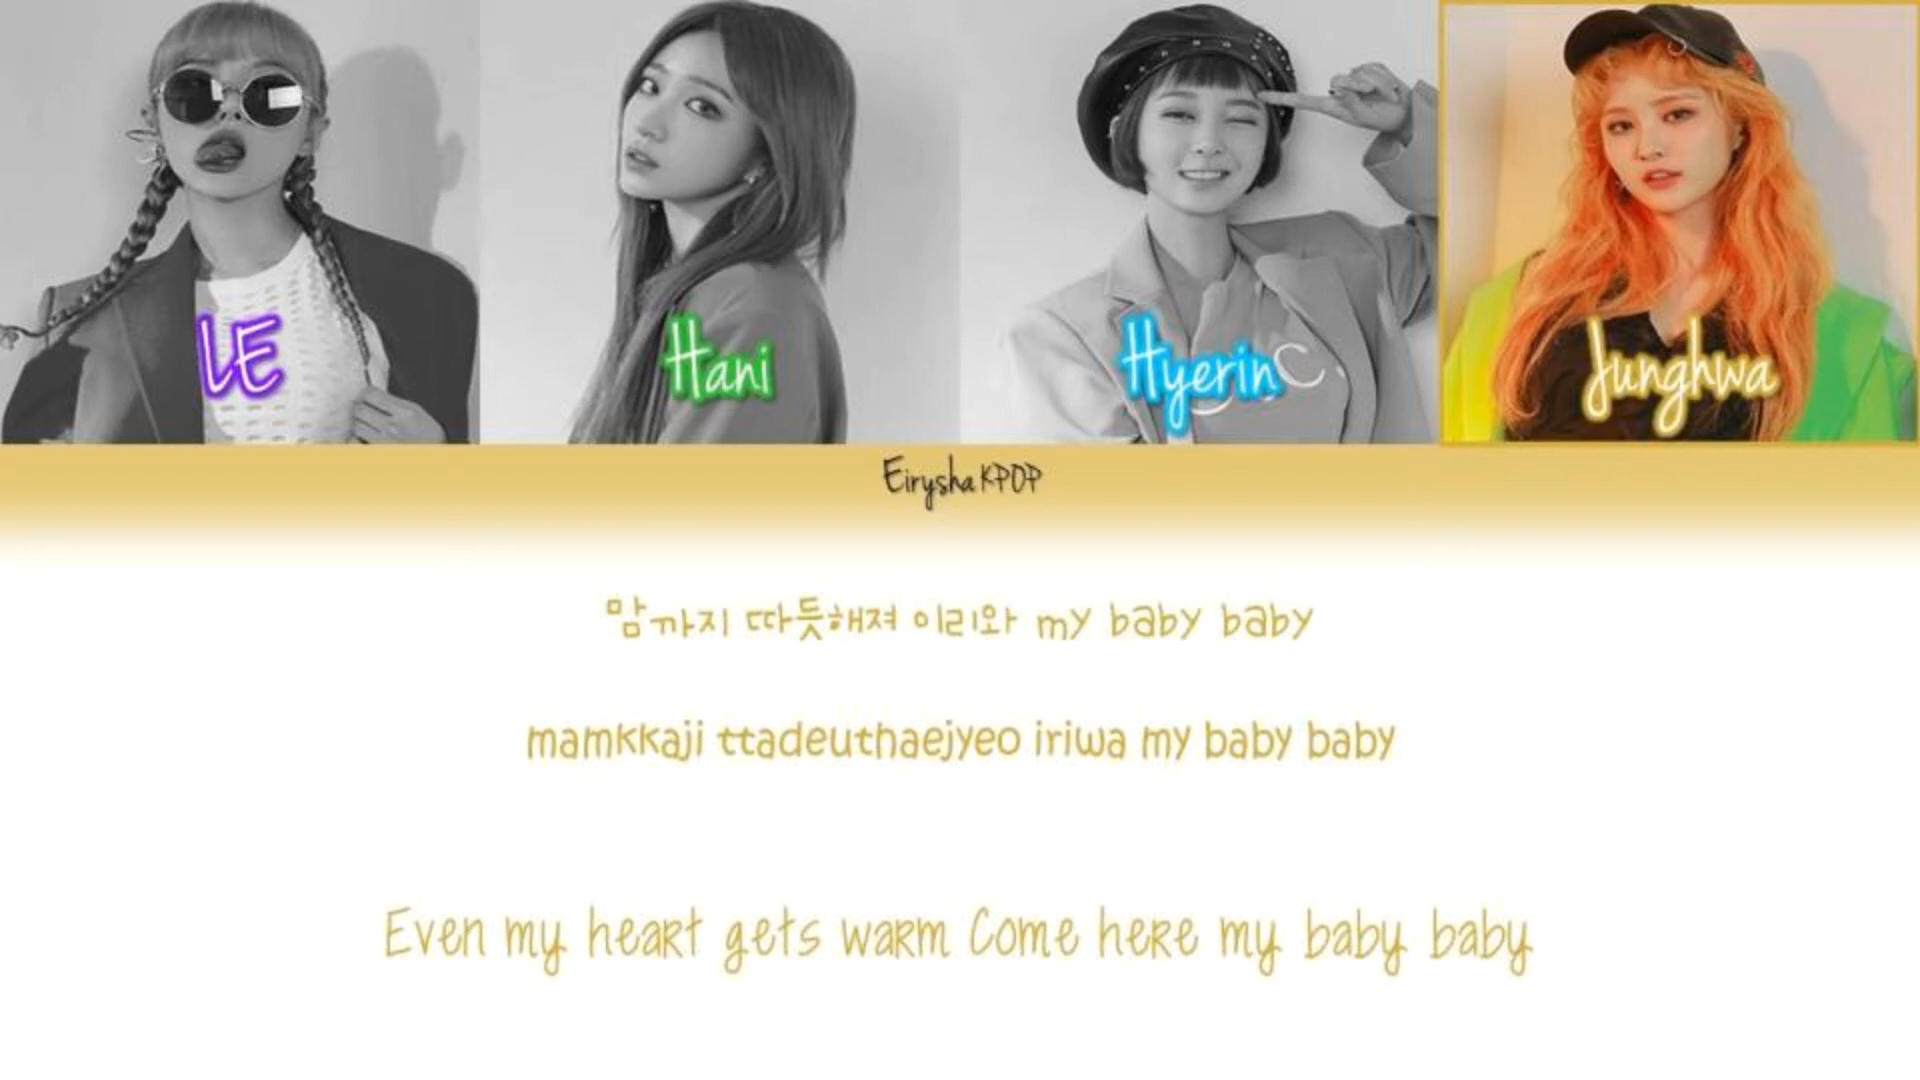 LE
Hani
Hyerin
Junghwa
Eirysha KPOP
맘까지 따듯해져 이리와 my baby baby
mamkkaji ttadeuthaejyeo iriwa my baby baby
Even my heart gets warm Come here my baby baby